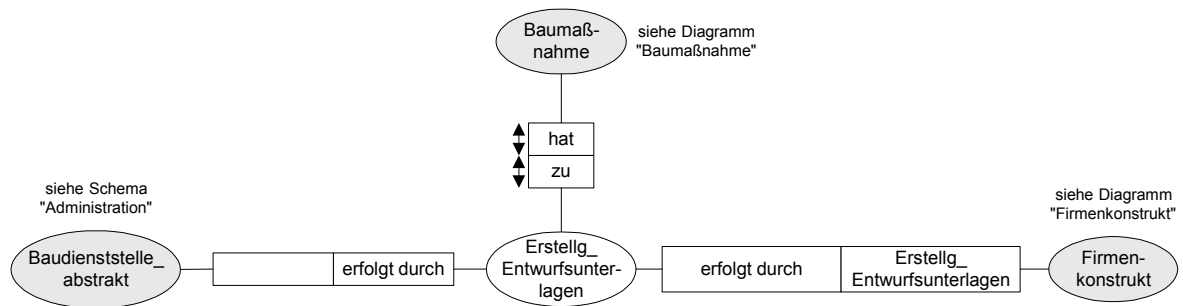 Baumaß-
nahme
siehe Diagramm
"Baumaßnahme"
hat
zu
siehe Schema
"Administration"
siehe Diagramm
"Firmenkonstrukt"
Baudienststelle_
abstrakt
erfolgt durch
Erstellg_
Entwurfsunter-
lagen
erfolgt durch
Erstellg_
Entwurfsunterlagen
Firmen-
konstrukt